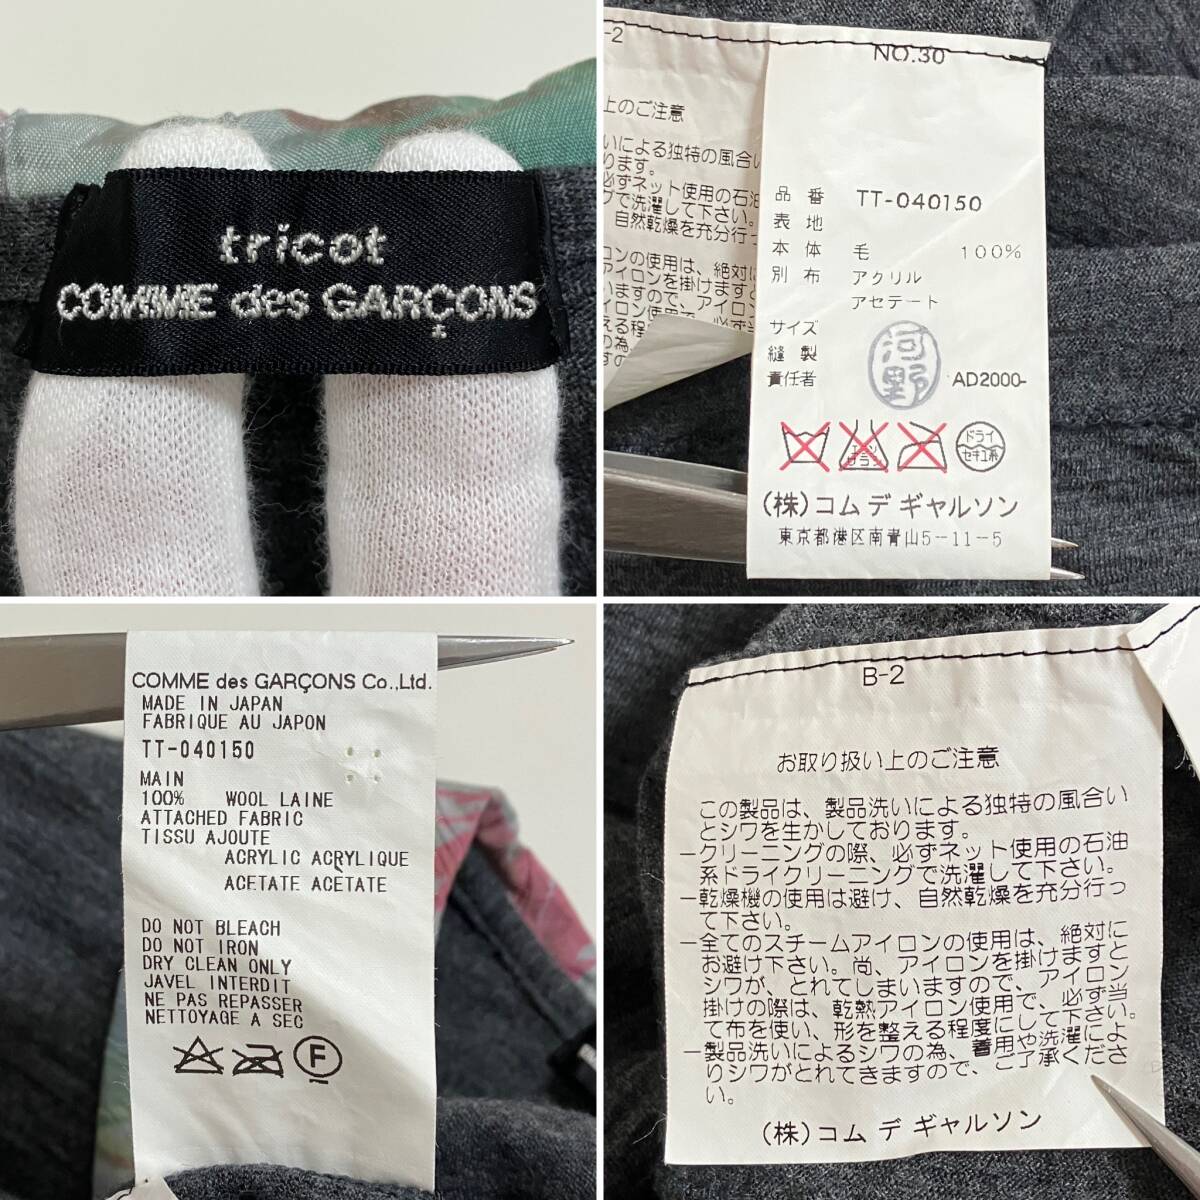 tricot
COMME des GARÇONS
-2
NO.30
上のご注意
いによる独特の風合い
ります。
必ずネット使用の石油
グで洗濯して下さい。
自然乾燥を充分行っ
ロンの使用は、絶対に
アイロンを掛けますと
いますので、アイロン
える程度
の為、
すの
品番 TT-040150
表地
本体 毛 100%
別布 アクリル
アセテート
サイズ
縫製
責任者 河野 AD2000-
エンソ
サラシ
ドライ
セキユ系
(株)コム デ ギャルソン
東京都港区南青山5-11-5
COMME des GARÇONS Co.,Ltd.
MADE IN JAPAN
FABRIQUE AU JAPON
TT-040150
MAIN
100% WOOL LAINE
ATTACHED FABRIC
TISSU AJOUTE
ACRYLIC ACRYLIQUE
ACETATE ACETATE
DO NOT BLEACH
DO NOT IRON
DRY CLEAN ONLY
JAVEL INTERDIT
NE PAS REPASSER
NETTOYAGE A SEC
F
B-2
お取り扱い上のご注意
この製品は、製品洗いによる独特の風合い
とシワを生かしております。
－クリーニングの際、必ずネット使用の石油
系ドライクリーニングで洗濯して下さい。
－乾燥機の使用は避け、自然乾燥を充分行っ
て下さい。
－全てのスチームアイロンの使用は、絶対に
お避け下さい。尚、アイロンを掛けますと
シワが、とれてしまいますので、アイロン
掛けの際は、乾熱アイロン使用で、必ず当
て布を使い、形を整える程度にして下さい。
－製品洗いによるシワの為、着用や洗濯によ
りシワがとれてきますので、ご了承くださ
い。
(株)コム デ ギャルソン